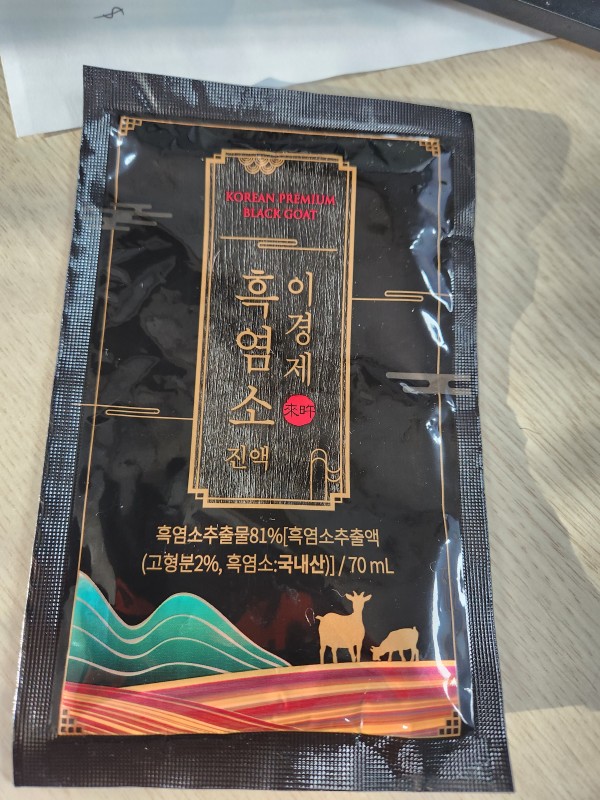 KOREAN PREMIUM
BLACK GOAT
이경제
흑염소
진액
흑염소추출물81%[흑염소추출액
(고형분2%, 흑염소:국내산)] / 70 mL